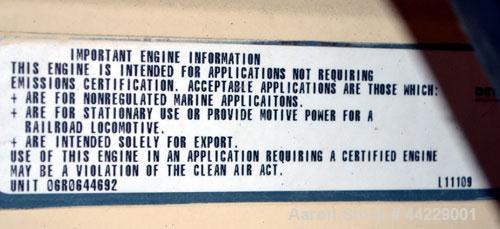 IMPORTANT ENGINE INFORMATION
THIS ENGINE IS INTENDED FOR APPLICATIONS NOT REQUIRING
EMISSIONS CERTIFICATION. ACCEPTABLE APPLICATIONS ARE THOSE WHICH:
+ ARE FOR NONREGULATED MARINE APPLICAITONS.
+ ARE FOR STATIONARY USE OR PROVIDE MOTIVE POWER FOR A
RAILROAD LOCOMOTIVE.
+ ARE INTENDED SOLELY FOR EXPORT.
USE OF THIS ENGINE IN AN APPLICATION REQUIRING A CERTIFIED ENGINE
MAY BE A VIOLATION OF THE CLEAN AIR ACT.
UNIT 06R0644692 L11109
44229001